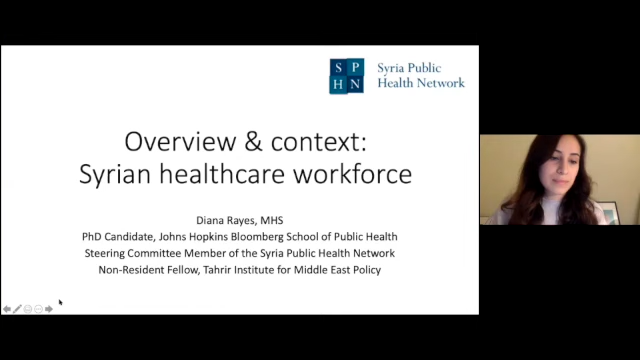 S P
H N
Syria Public
Health Network
Overview & context:
Syrian healthcare workforce
Diana Rayes, MHS
PhD Candidate, Johns Hopkins Bloomberg School of Public Health
Steering Committee Member of the Syria Public Health Network
Non-Resident Fellow, Tahrir Institute for Middle East Policy